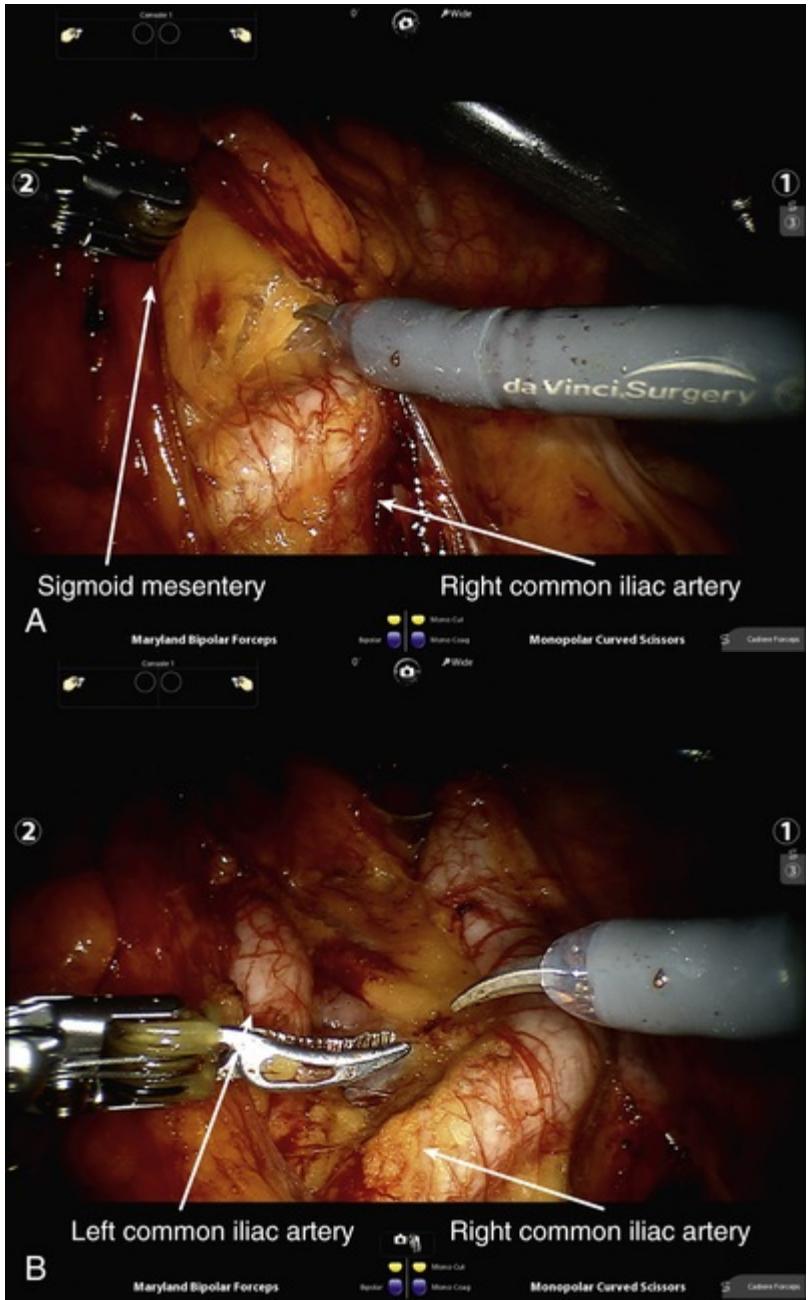 Console 1
0°
Wide
2
1
3
da Vinci.Surgery
Sigmoid mesentery
Right common iliac artery
A
Mono Cut
Maryland Bipolar Forceps
Bipolar
Mono Coag
Monopolar Curved Scissors
Cadiere Forceps
Console 1
0°
Wide
2
1
3
Left common iliac artery
Right common iliac artery
B
Mono Cut
Maryland Bipolar Forceps
Bipolar
Mono Coag
Monopolar Curved Scissors
Cadiere Forceps